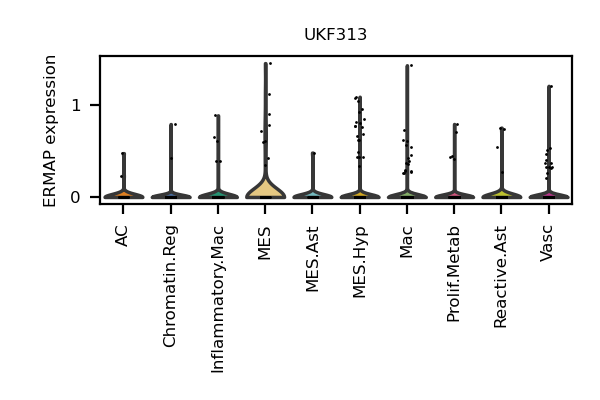 UKF313
ERMAP expression
1
0
AC
Chromatin.Reg
Inflammatory.Mac
MES
MES.Ast
MES.Hyp
Mac
Prolif.Metab
Reactive.Ast
Vasc